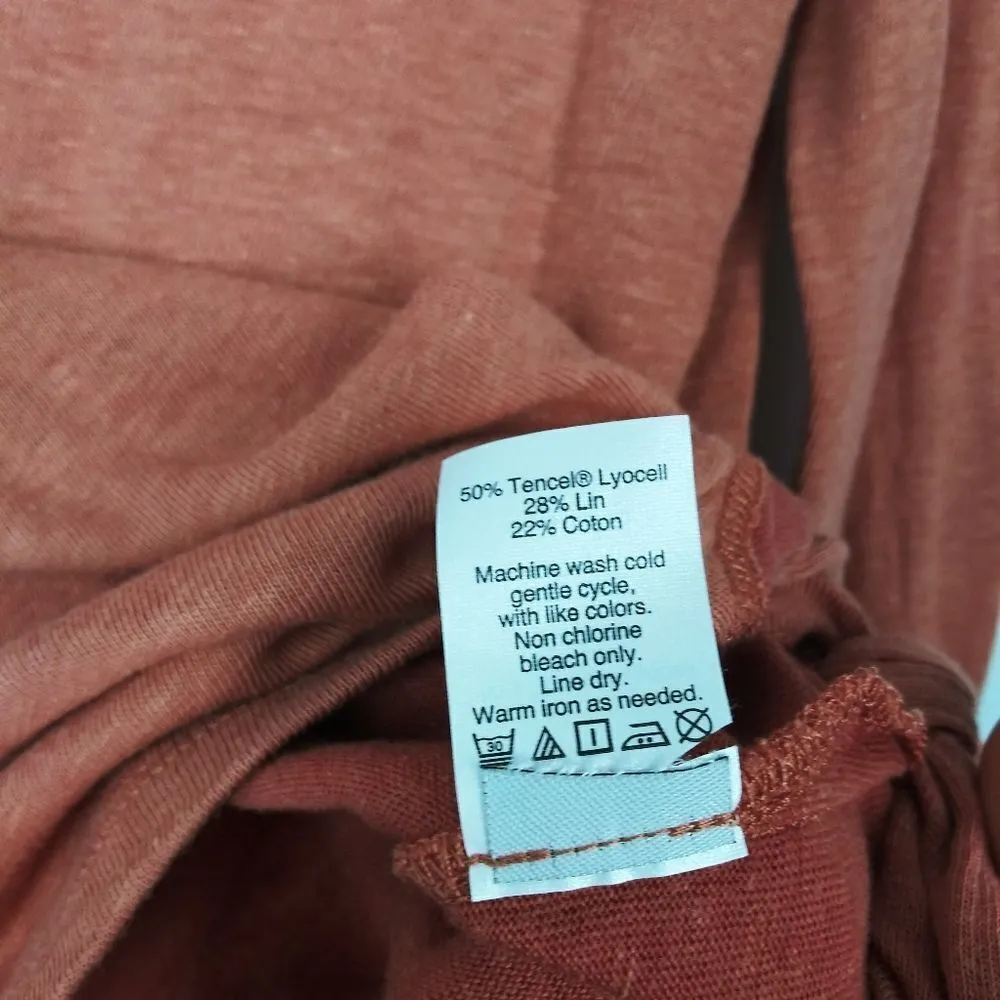 50% Tencel® Lyocell
28% Lin
22% Coton
Machine wash cold
gentle cycle,
with like colors.
Non chlorine
bleach only.
Line dry.
Warm iron as needed.
30